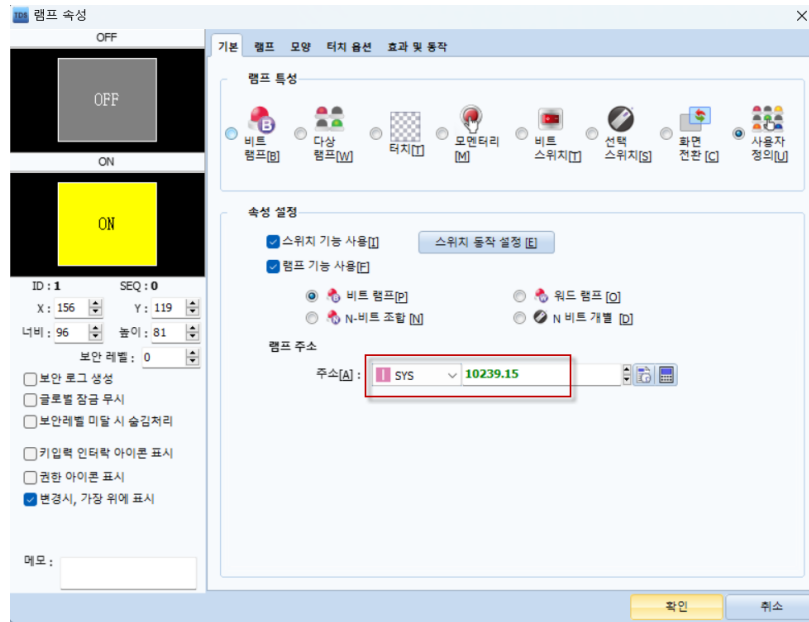 TDS 램프 속성
OFF
OFF
ON
ON
ID : 1 SEQ : 0
X : 156 Y : 119
너비 : 96 높이 : 81
보안 레벨 : 0
보안 로그 생성
글로벌 잠금 무시
보안레벨 미달 시 숨김처리
키입력 인터락 아이콘 표시
권한 아이콘 표시
변경시, 가장 위에 표시
메모 :
기본 램프 모양 터치 옵션 효과 및 동작
램프 특성
비트 램프[B]
다상 램프[W]
터치[T]
모멘터리 [M]
비트 스위치[T]
선택 스위치[S]
화면 전환 [C]
사용자 정의[U]
속성 설정
스위치 기능 사용[I] 스위치 동작 설정 [E]
램프 기능 사용[F]
비트 램프[P] 워드 램프 [O]
N-비트 조합 [N] N 비트 개별 [D]
램프 주소
주소[A] : SYS 10239.15
확인 취소